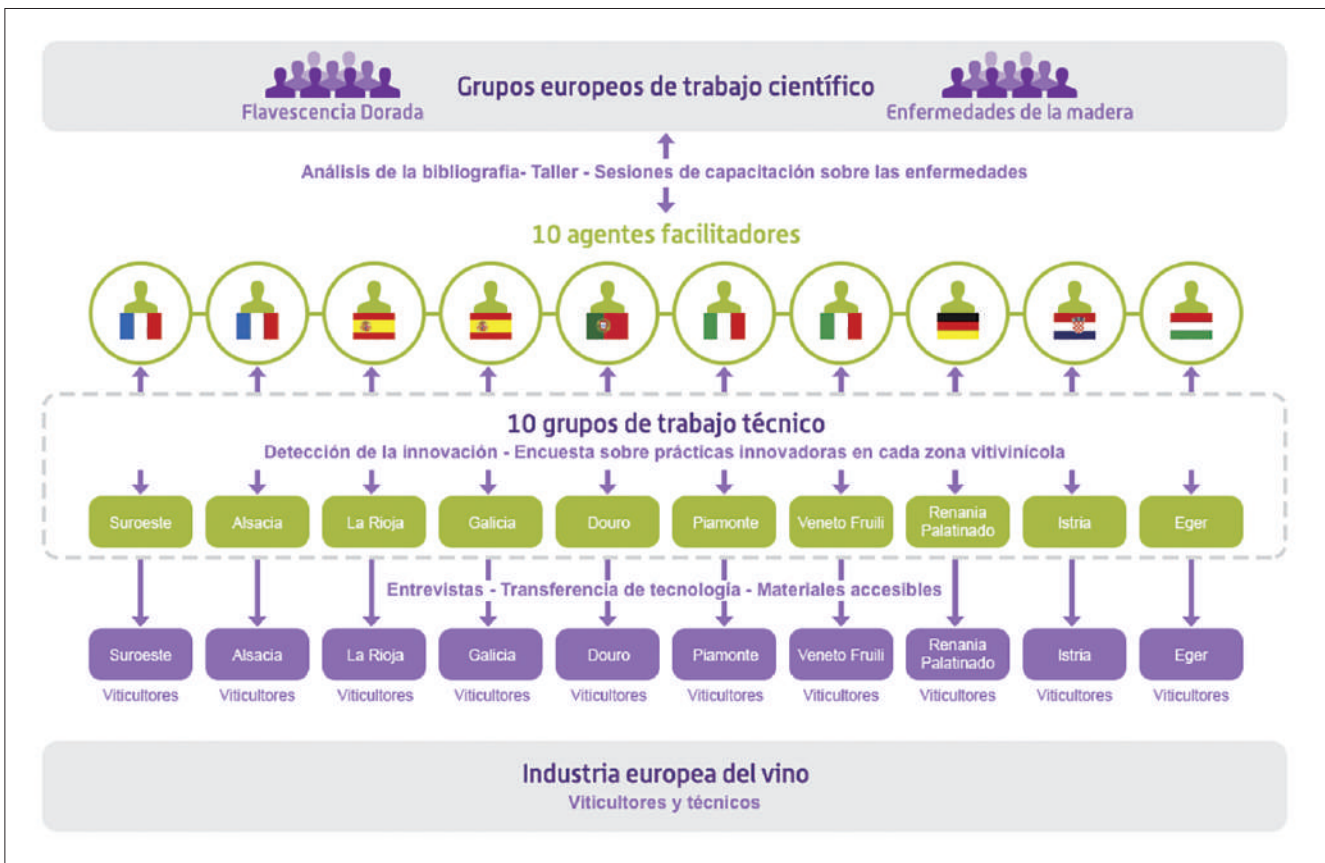 Grupos europeos de trabajo científico
Flavescencia Dorada
Enfermedades de la madera
Análisis de la bibliografia- Taller - Sesiones de capacitación sobre las enfermedades
10 agentes facilitadores
10 grupos de trabajo técnico
Detección de la innovación - Encuesta sobre prácticas innovadoras en cada zona vitivinícola
Suroeste
Alsacia
La Rioja
Galicia
Douro
Piamonte
Veneto Fruili
Renania
Palatinado
Istria
Eger
Entrevistas - Transferencia de tecnología - Materiales accesibles
Suroeste
Alsacia
La Rioja
Galicia
Douro
Piamonte
Veneto Fruili
Renania
Palatinado
Istria
Eger
Viticultores
Viticultores
Viticultores
Viticultores
Viticultores
Viticultores
Viticultores
Viticultores
Viticultores
Viticultores
Industria europea del vino
Viticultores y técnicos